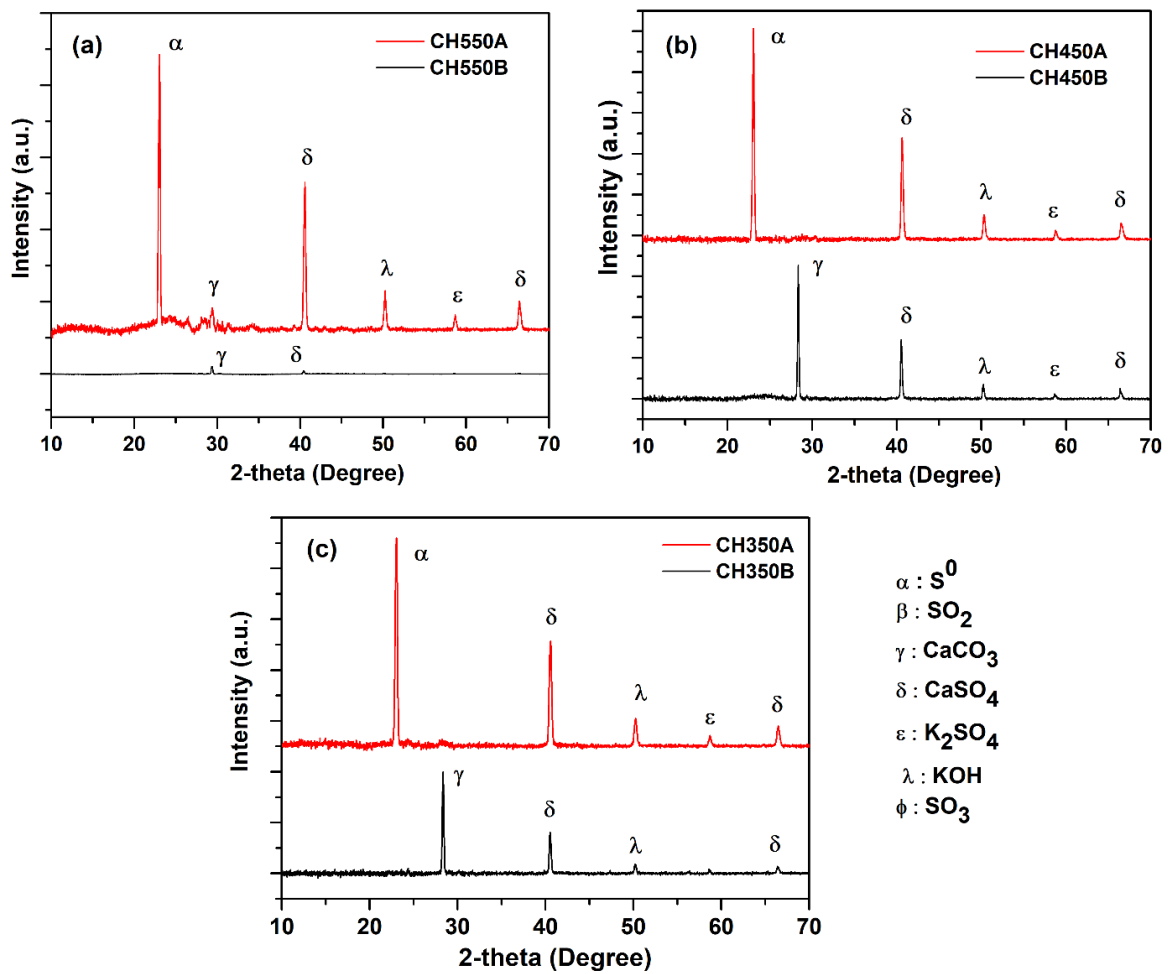 (a)
CH550A
CH550B
α
δ
γ
λ
ε
δ
γ
δ
Intensity (a.u.)
10 20 30 40 50 60 70
2-theta (Degree)
(b)
CH450A
CH450B
α
δ
λ
ε
δ
γ
δ
λ
ε
δ
Intensity (a.u.)
10 20 30 40 50 60 70
2-theta (Degree)
(c)
CH350A
CH350B
α
δ
λ
ε
δ
γ
δ
λ
δ
Intensity (a.u.)
10 20 30 40 50 60 70
2-theta (Degree)
α : S⁰
β : SO₂
γ : CaCO₃
δ : CaSO₄
ε : K₂SO₄
λ : KOH
ϕ : SO₃